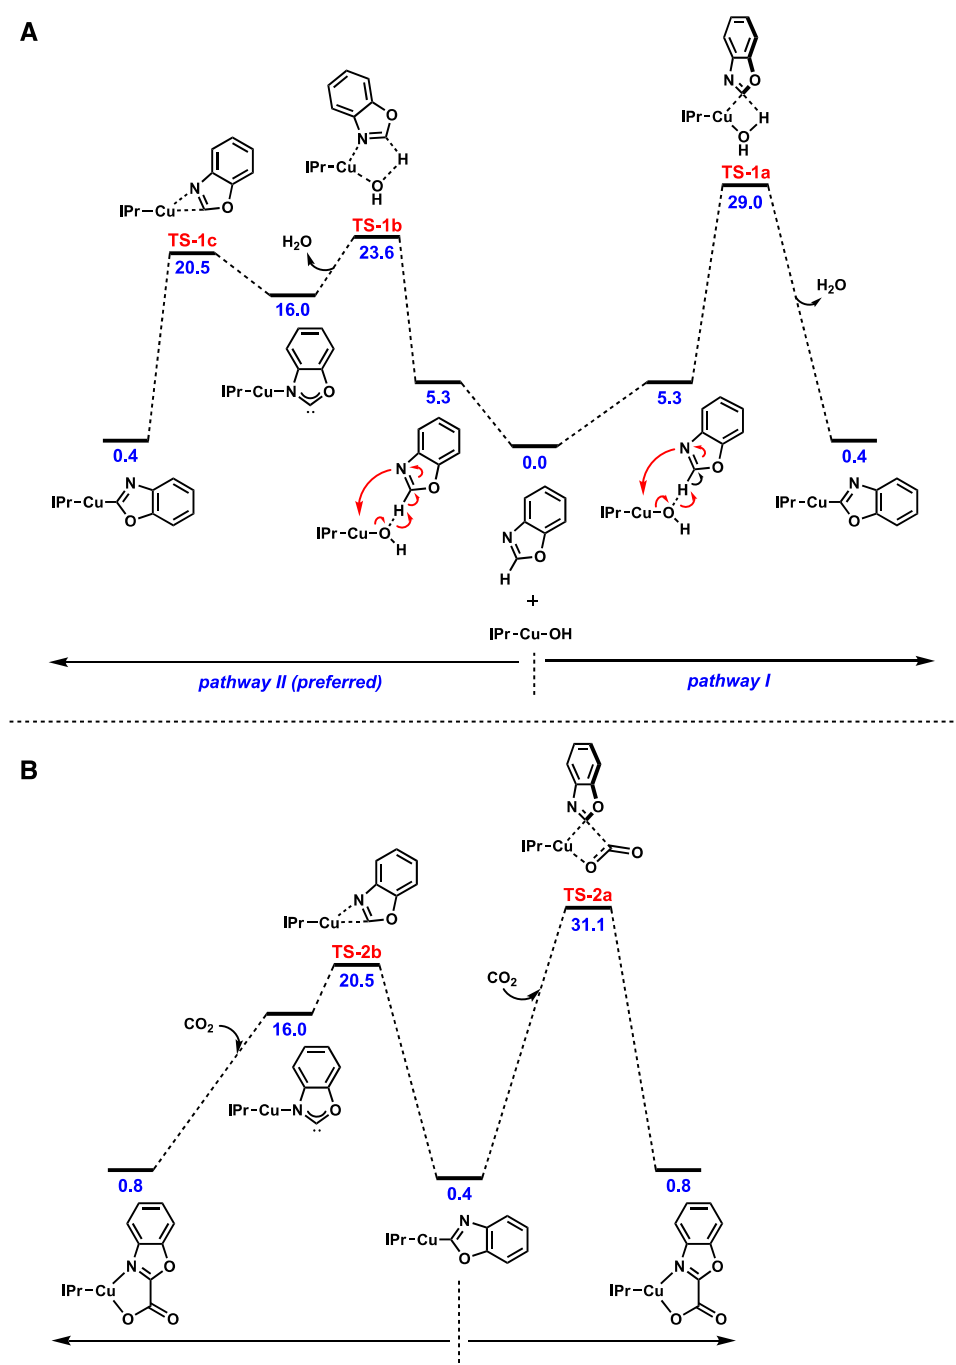 A
N
O
IPr
Cu
H
O
H
TS-1a
29.0
N
O
IPr
Cu
H
O
H
TS-1b
23.6
N
O
IPr
Cu
TS-1c
20.5
H₂O
16.0
IPr
Cu
N
O
H₂O
5.3
N
O
H
IPr
Cu
O
H
0.0
N
O
H
+
IPr
Cu
OH
5.3
N
O
H
IPr
Cu
O
H
0.4
IPr
Cu
N
O
0.4
IPr
Cu
N
O
pathway II (preferred)
pathway I
B
N
O
IPr
Cu
O
O
TS-2a
31.1
N
O
IPr
Cu
TS-2b
20.5
CO₂
16.0
IPr
Cu
N
O
CO₂
0.8
N
O
IPr
Cu
O
O
0.4
IPr
Cu
N
O
0.8
N
O
IPr
Cu
O
O